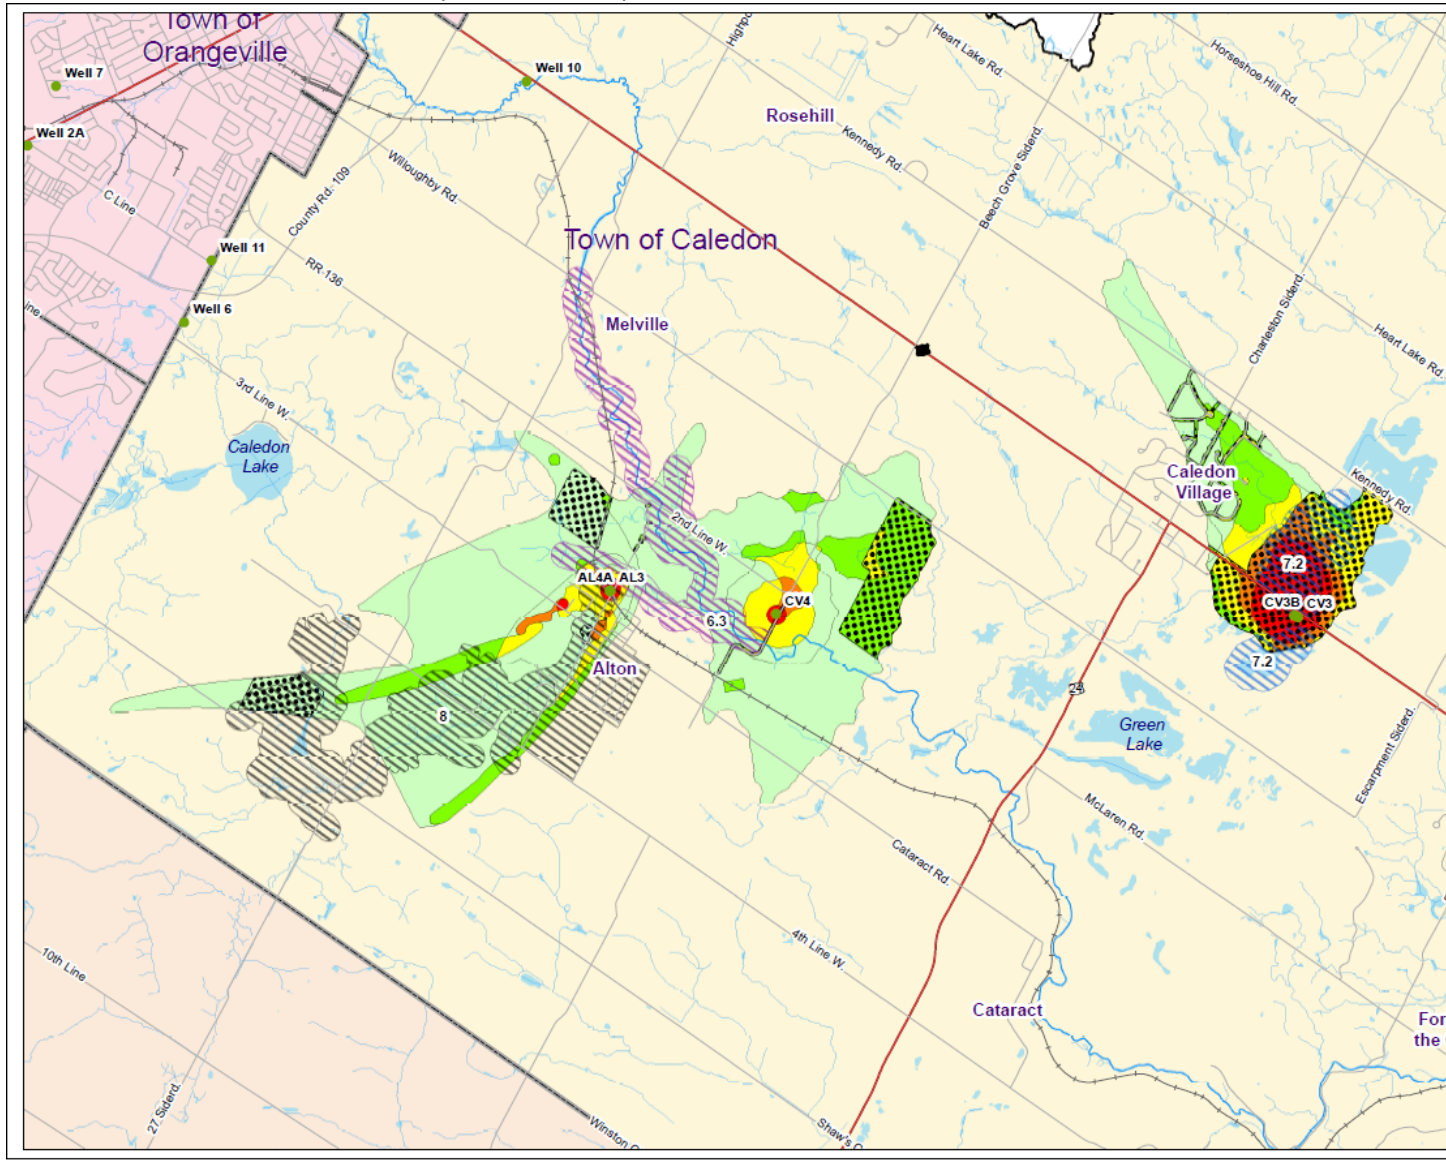 Town of
Orangeville
Well 7
Well 10
Heart Lake Rd.
Horseshoe Hill Rd.
Well 2A
Rosehill
Kennedy Rd.
Willoughby Rd.
Beech Grove Siderd.
C Line
County Rd. 109
Well 11
Town of Caledon
RR 136
Well 6
Charleston Siderd.
Melville
Heart Lake Rd.
3rd Line W.
Caledon
Lake
Caledon
Village
Kennedy Rd.
2nd Line W.
7.2
AL4A
AL3
CV4
CV3B
CV3
6.3
7.2
Alton
8
24
Green
Lake
Escarpment Siderd.
McLaren Rd.
Cataract Rd.
4th Line W.
10th Line
Cataract
27 Siderd.
Winston
Shaw's
the